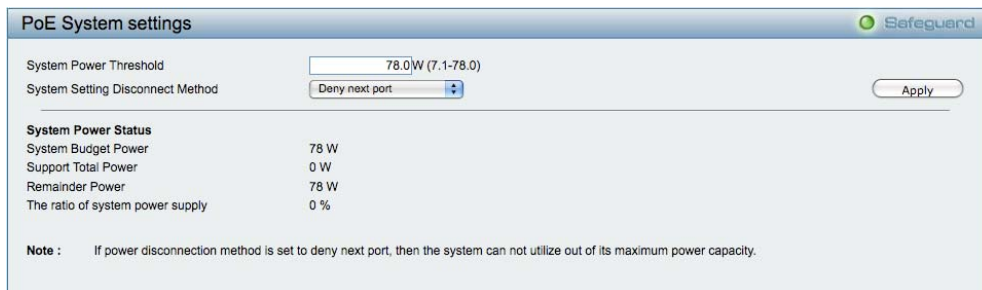 PoE System settings
Safeguard
System Power Threshold 78.0 W (7.1-78.0)
System Setting Disconnect Method Deny next port
Apply
System Power Status
System Budget Power 78 W
Support Total Power 0 W
Remainder Power 78 W
The ratio of system power supply 0 %
Note : If power disconnection method is set to deny next port, then the system can not utilize out of its maximum power capacity.